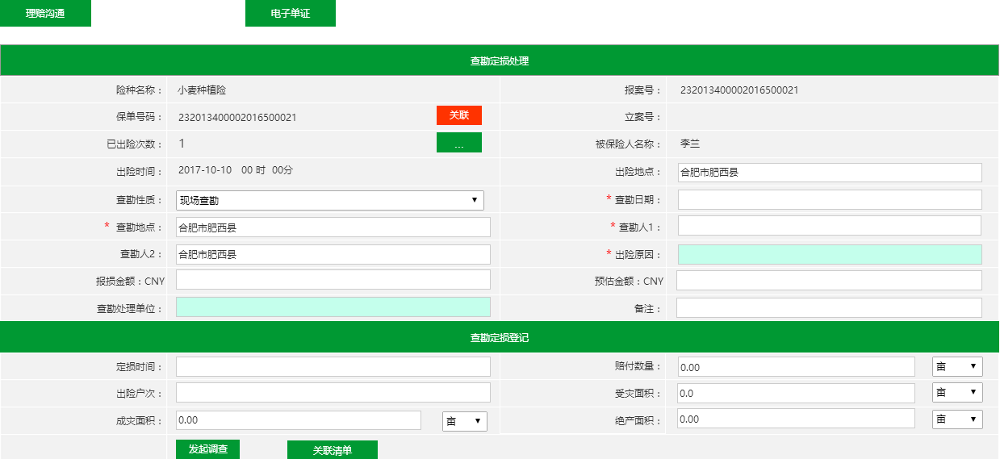 理赔沟通 电子单证
查勘定损处理
险种名称： 小麦种植险 报案号： 232013400002016500021
保单号码： 232013400002016500021 关联 立案号：
已出险次数： 1 ... 被保险人名称： 李兰
出险时间： 2017-10-10 00 时 00分 出险地点： 合肥市肥西县
查勘性质： 现场查勘 ▼ * 查勘日期：
* 查勘地点： 合肥市肥西县 * 查勘人1：
查勘人2： 合肥市肥西县 * 出险原因：
报损金额：CNY 预估金额：CNY
查勘处理单位： 备注：
查勘定损登记
定损时间： 赔付数量： 0.00 亩 ▼
出险户次： 受灾面积： 0.0 亩 ▼
成灾面积： 0.00 亩 ▼ 绝产面积： 0.00 亩 ▼
发起调查 关联清单